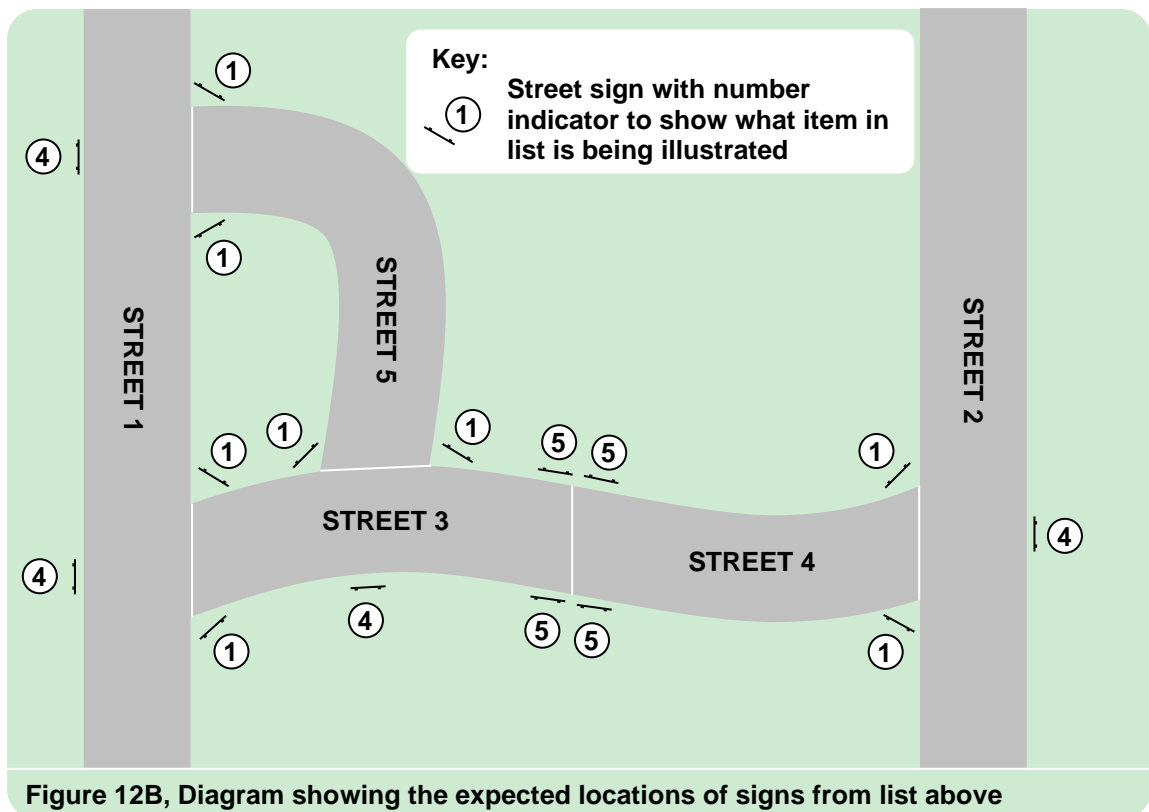 Key:
1
Street sign with number
indicator to show what item in
list is being illustrated
1
4
1
STREET 5
STREET 1
STREET 2
1
1
1
5
5
1
STREET 3
STREET 4
4
4
4
1
5
5
1
Figure 12B, Diagram showing the expected locations of signs from list above